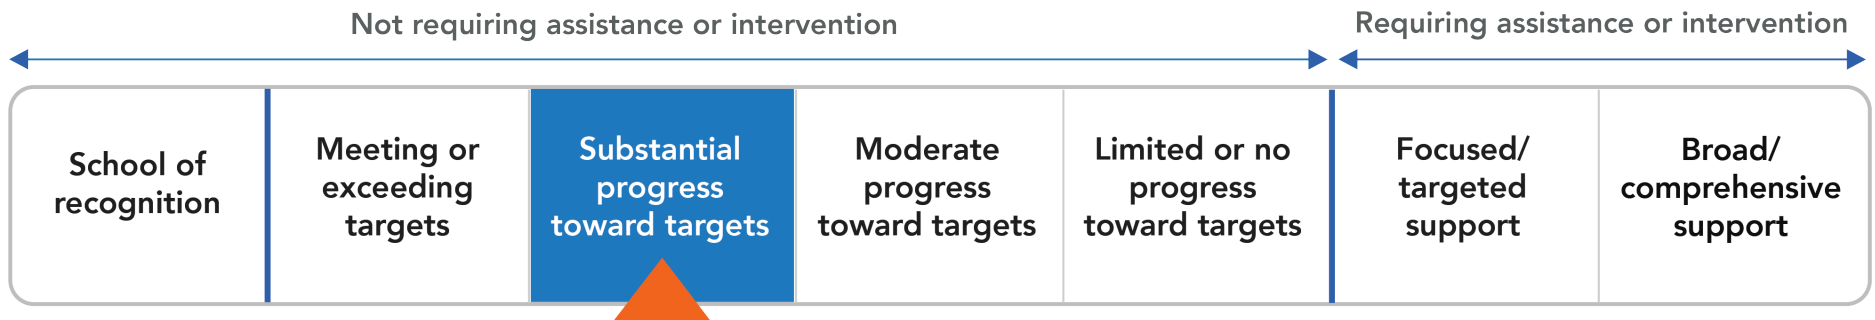 Not requiring assistance or intervention
Requiring assistance or intervention
School of
recognition
Meeting or
exceeding
targets
Substantial
progress
toward targets
Moderate
progress
toward targets
Limited or no
progress
toward targets
Focused/
targeted
support
Broad/
comprehensive
support